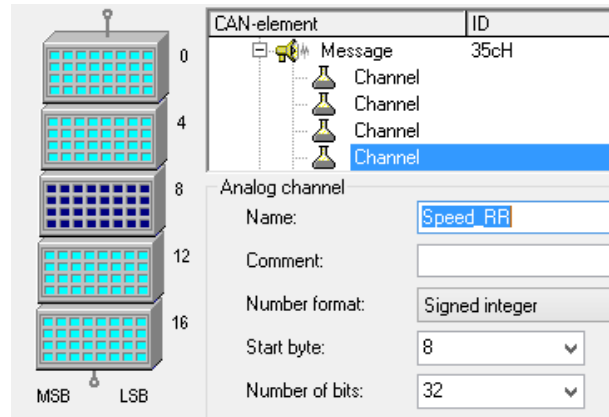 CAN-element ID
Message 35cH
Channel
Channel
Channel
Channel
0
4
8
12
16
MSB LSB
Analog channel
Name: Speed_RR
Comment:
Number format: Signed integer
Start byte: 8
Number of bits: 32